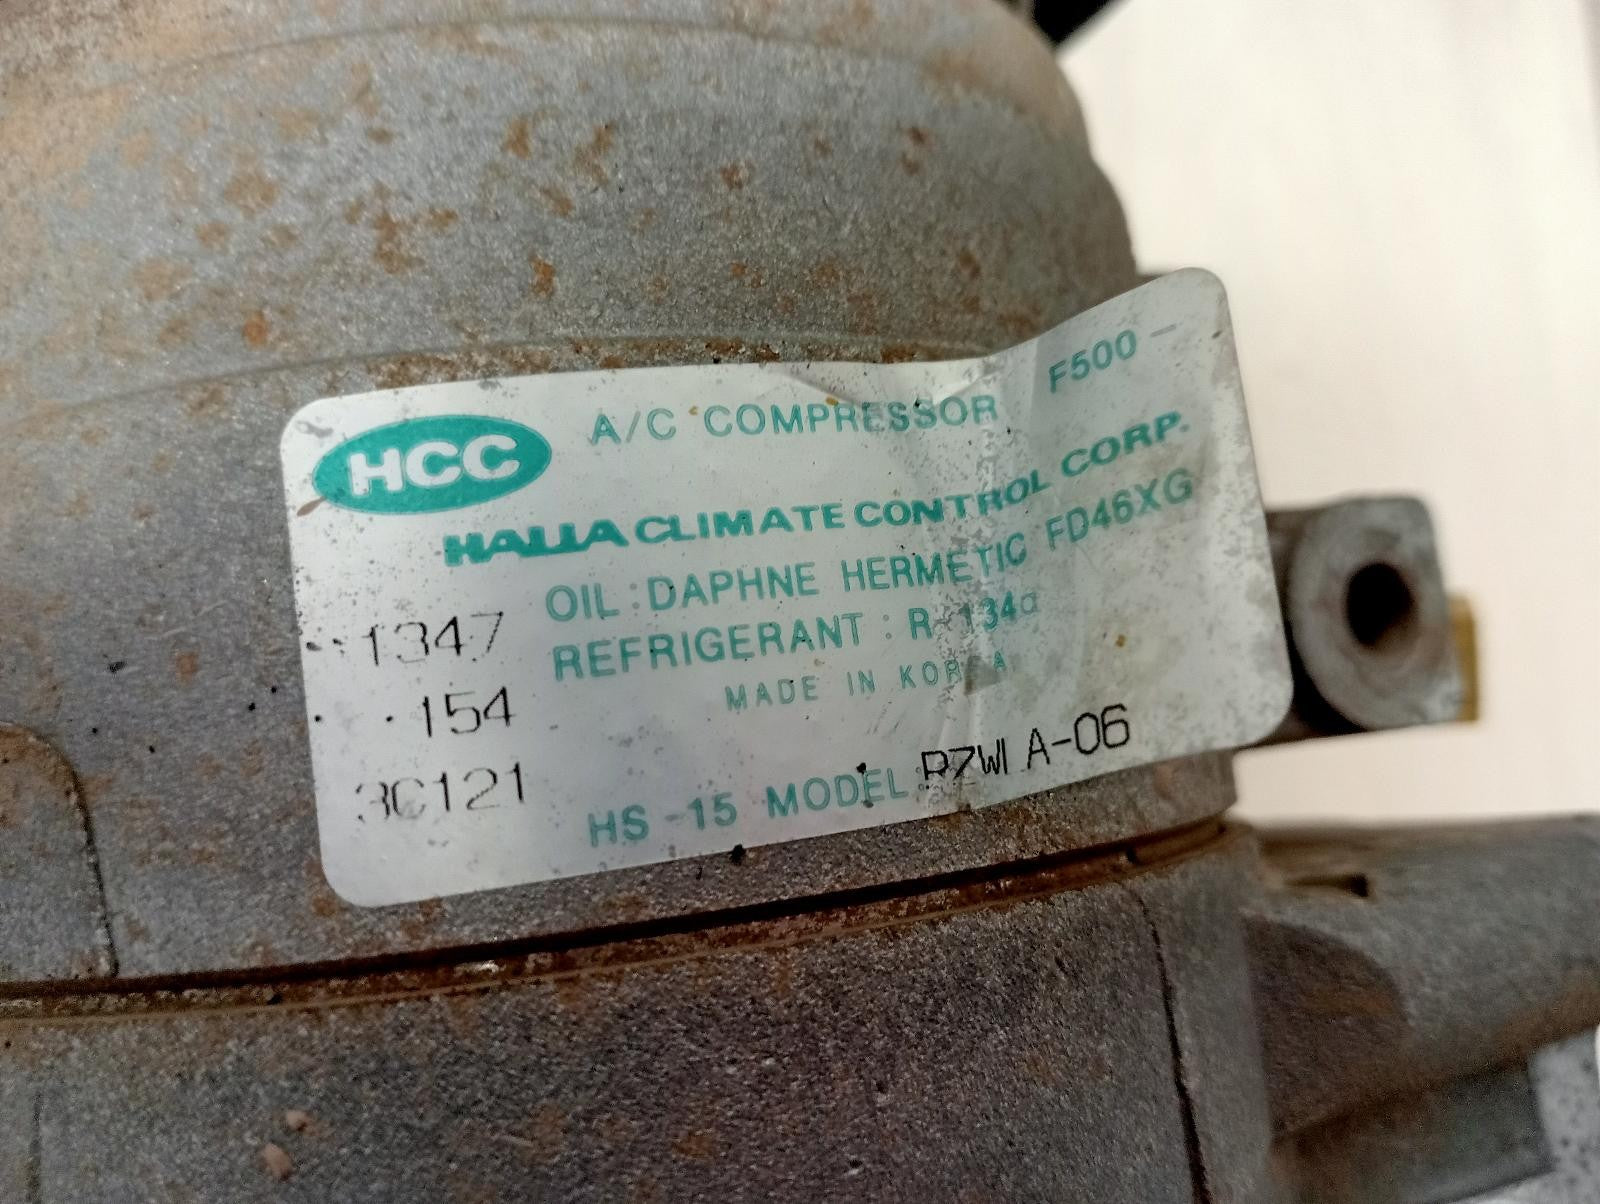 HCC A/C COMPRESSOR F500-
HALLA CLIMATE CONTROL CORP.
OIL : DAPHNE HERMETIC FD46XG
REFRIGERANT : R-134a
MADE IN KOREA
1347
154
3C121
HS-15 MODEL: A-06